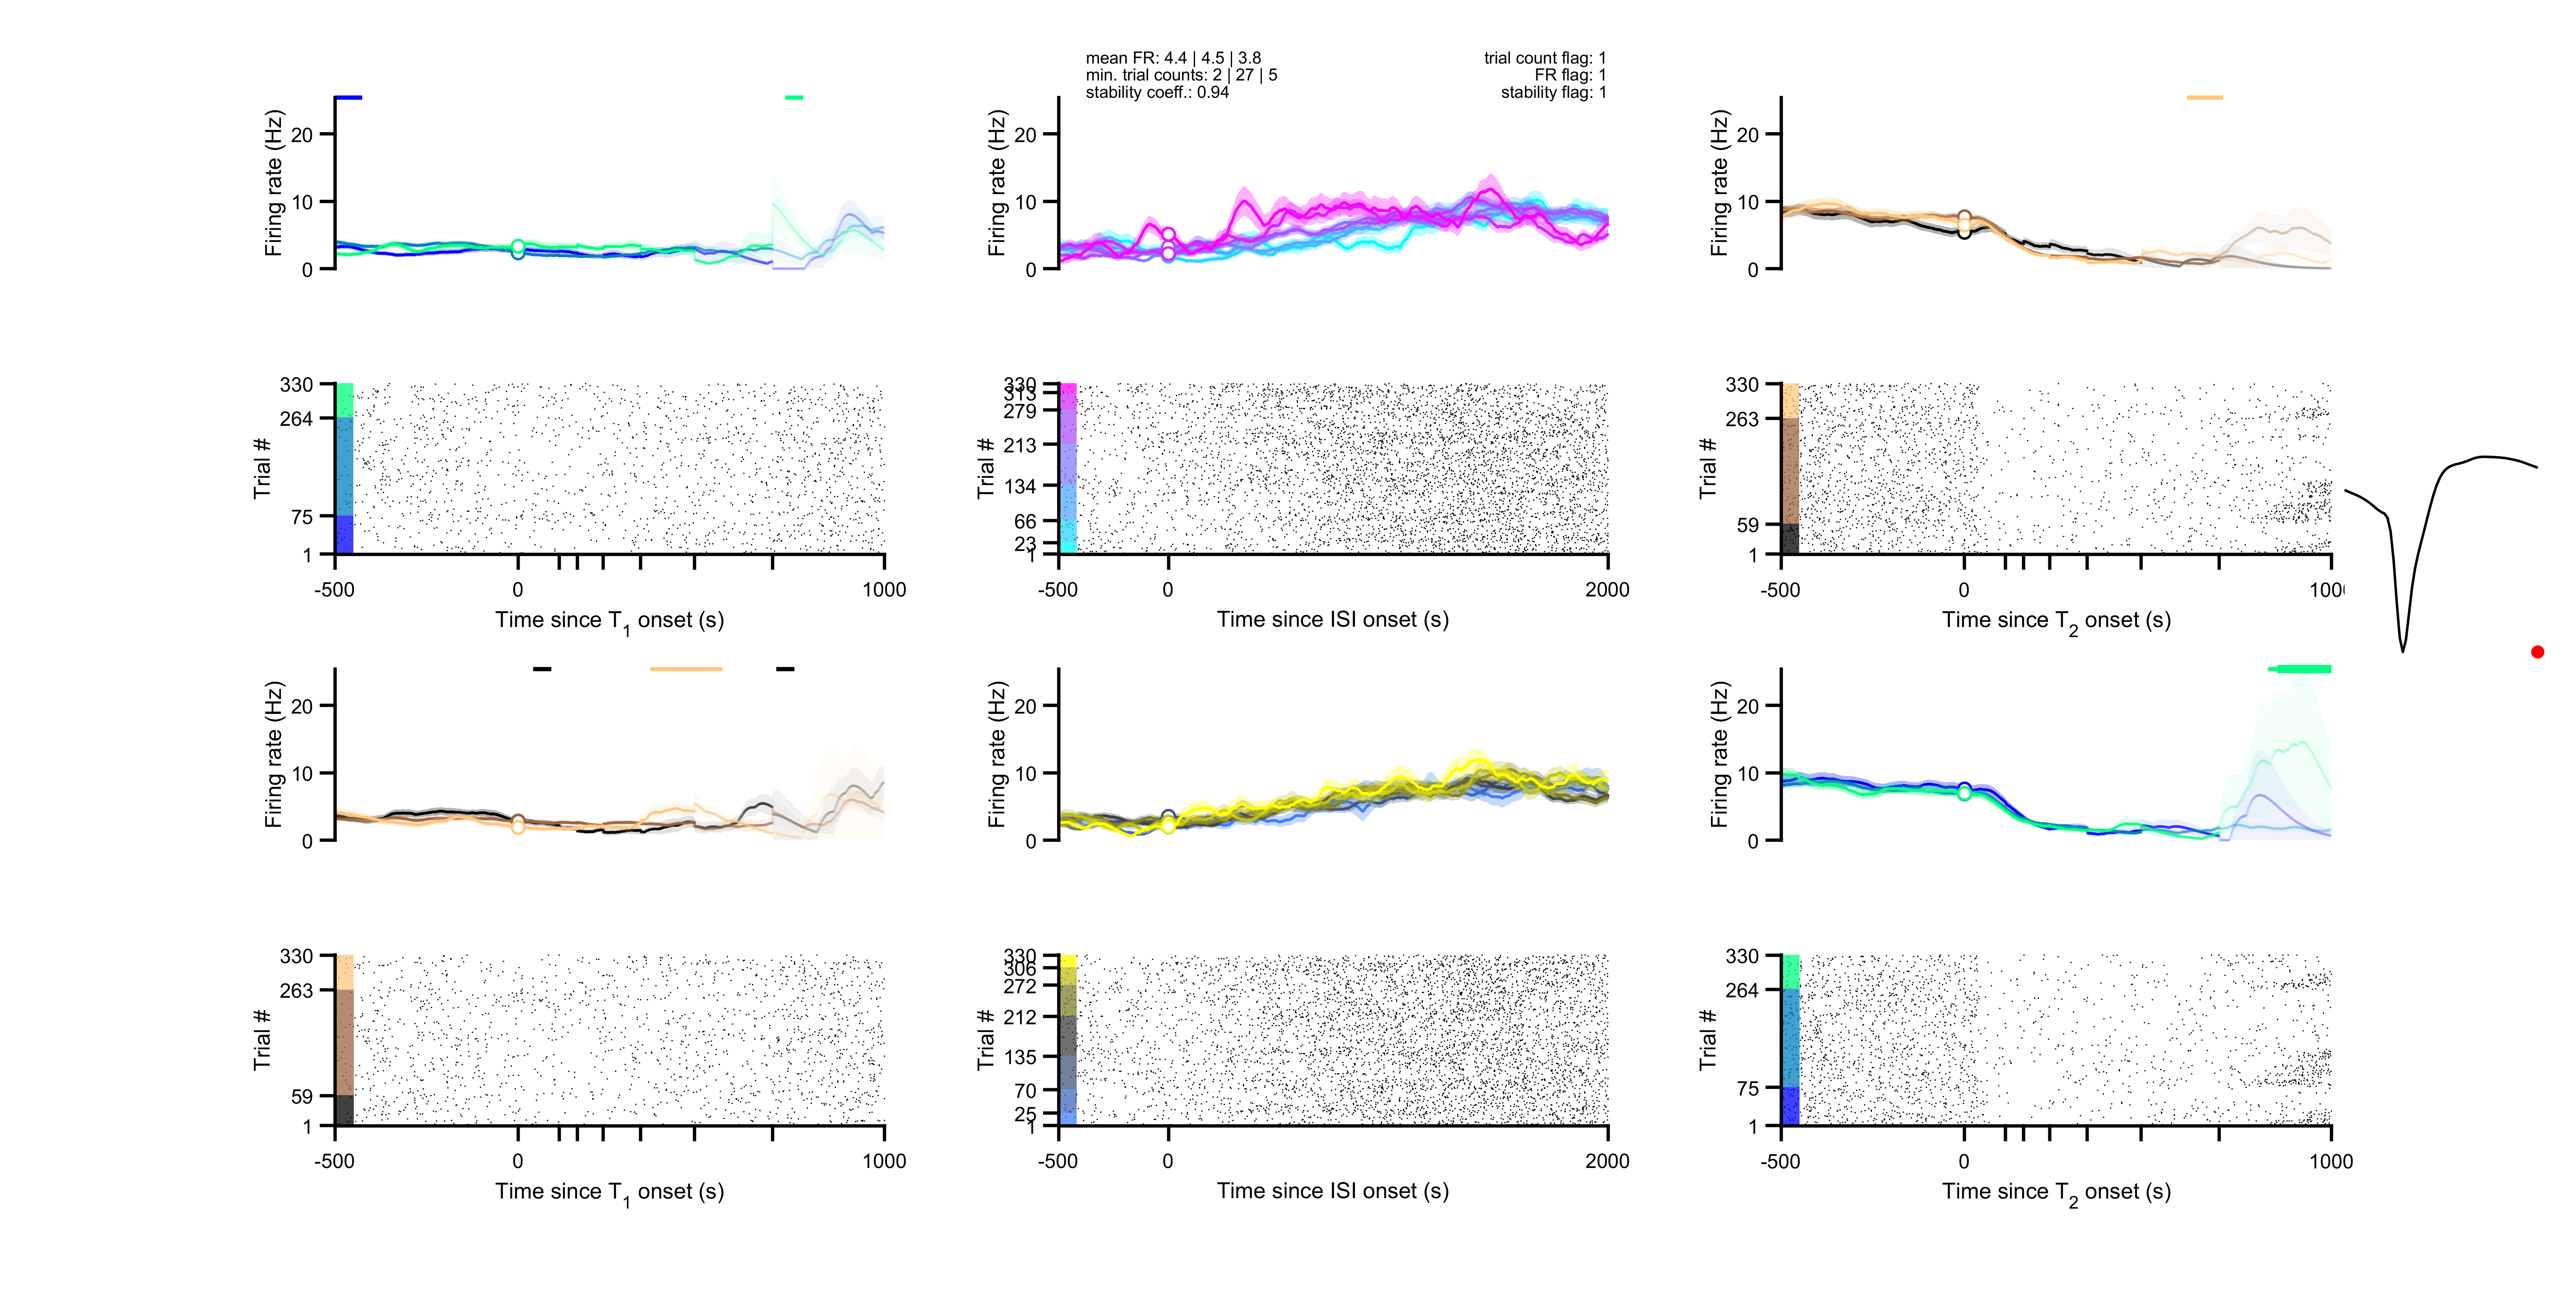 mean FR: 4.4 | 4.5 | 3.8
min. trial counts: 2 | 27 | 5
stability coeff.: 0.94
trial count flag: 1
FR flag: 1
stability flag: 1
Firing rate (Hz)
20
10
0
Firing rate (Hz)
20
10
0
Firing rate (Hz)
20
10
0
Trial #
330
264
75
1
-500
0
1000
Time since T1 onset (s)
Trial #
330
313
279
213
134
66
23
1
-500
0
2000
Time since ISI onset (s)
Trial #
330
263
59
1
-500
0
Time since T2 onset (s)
Firing rate (Hz)
20
10
0
Firing rate (Hz)
20
10
0
Firing rate (Hz)
20
10
0
Trial #
330
263
59
1
-500
0
1000
Time since T1 onset (s)
Trial #
330
306
272
212
135
70
25
1
-500
0
2000
Time since ISI onset (s)
Trial #
330
264
75
1
-500
0
1000
Time since T2 onset (s)